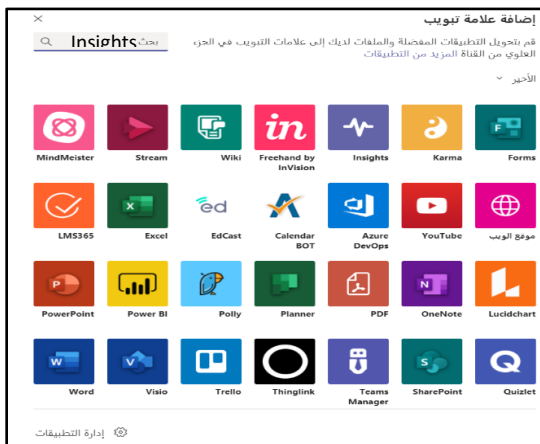 إضافة علامة تبويب
قم بتحويل التطبيقات المفضلة والملفات لديك إلى علامات التبويب في الجزء
العلوي من القناة المزيد من التطبيقات
بحث Insights
الأخير
Forms
Karma
Insights
Freehand by
InVision
Wiki
Stream
MindMeister
موقع الويب
YouTube
Azure
DevOps
Calendar
BOT
EdCast
Excel
LMS365
Lucidchart
OneNote
PDF
Planner
Polly
Power BI
PowerPoint
Quizlet
SharePoint
Teams
Manager
Thinglink
Trello
Visio
Word
إدارة التطبيقات